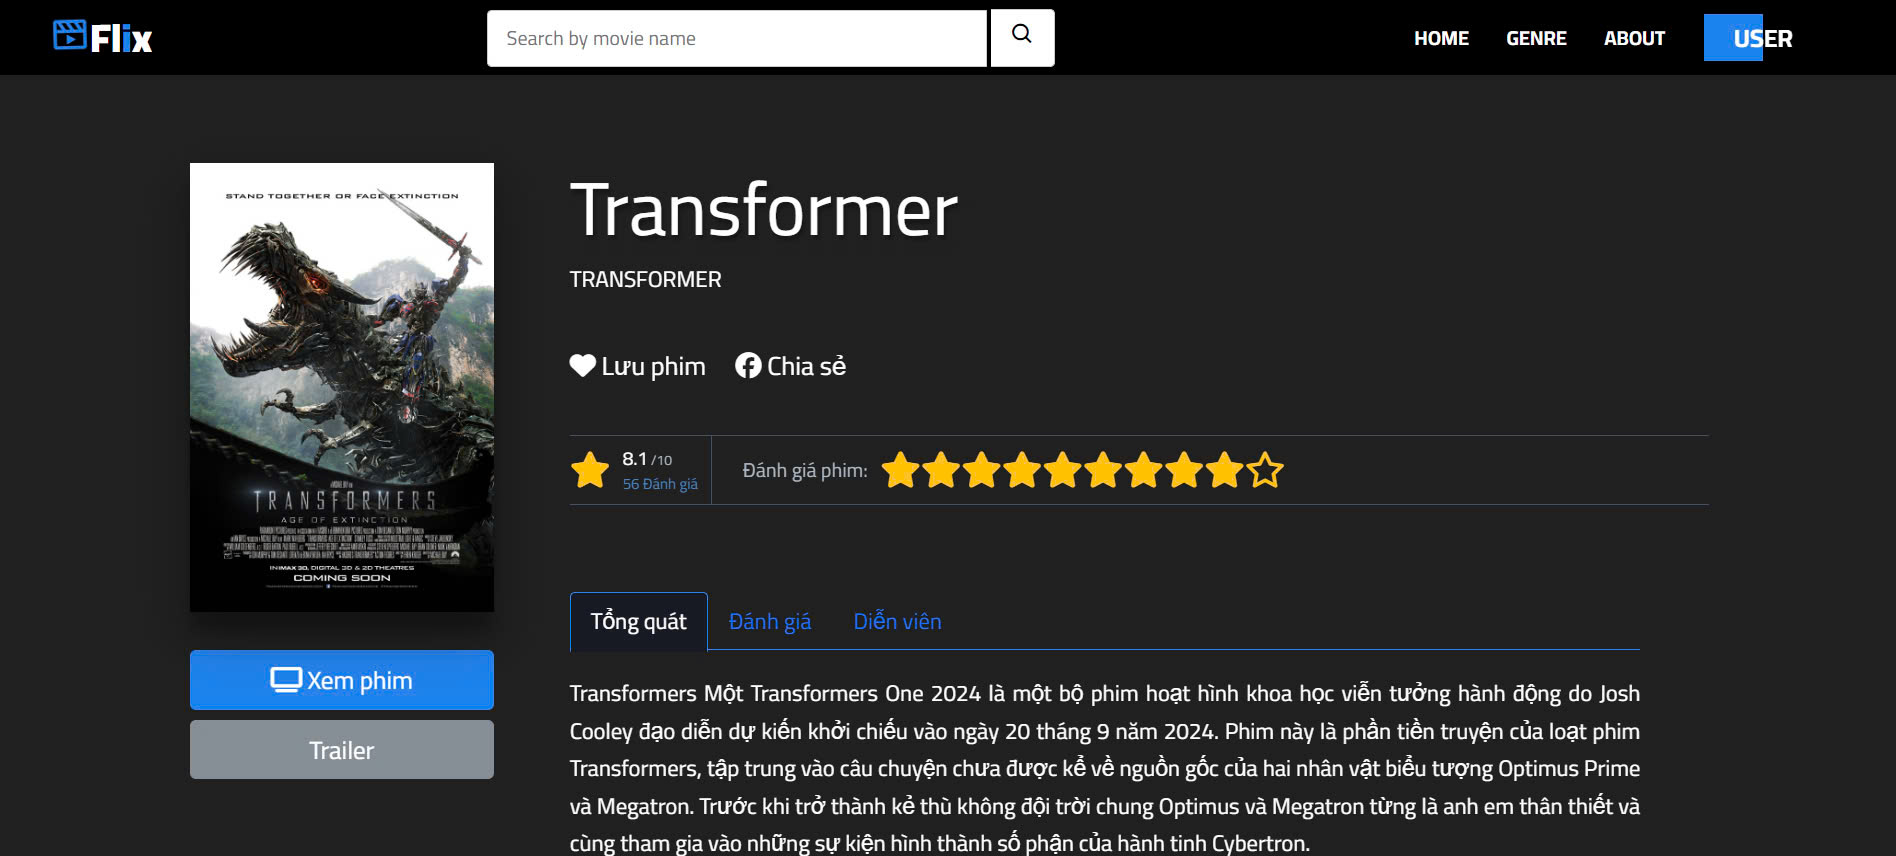 Flix
Search by movie name
HOME
GENRE
ABOUT
USER
STAND TOGETHER OR FACE EXTINCTION
TRANSFORMERS
AGE OF EXTINCTION
IN IMAX 3D, DIGITAL 3D & 2D THEATRES
COMING SOON
Xem phim
Trailer
Transformer
TRANSFORMER
Lưu phim
Chia sẻ
8.1 /10
56 Đánh giá
Đánh giá phim:
Tổng quát
Đánh giá
Diễn viên
Transformers Một Transformers One 2024 là một bộ phim hoạt hình khoa học viễn tưởng hành động do Josh
Cooley đạo diễn dự kiến khởi chiếu vào ngày 20 tháng 9 năm 2024. Phim này là phần tiền truyện của loạt phim
Transformers, tập trung vào câu chuyện chưa được kể về nguồn gốc của hai nhân vật biểu tượng Optimus Prime
và Megatron. Trước khi trở thành kẻ thù không đội trời chung Optimus và Megatron từng là anh em thân thiết và
cùng tham gia vào những sự kiện hình thành số phận của hành tinh Cybertron.